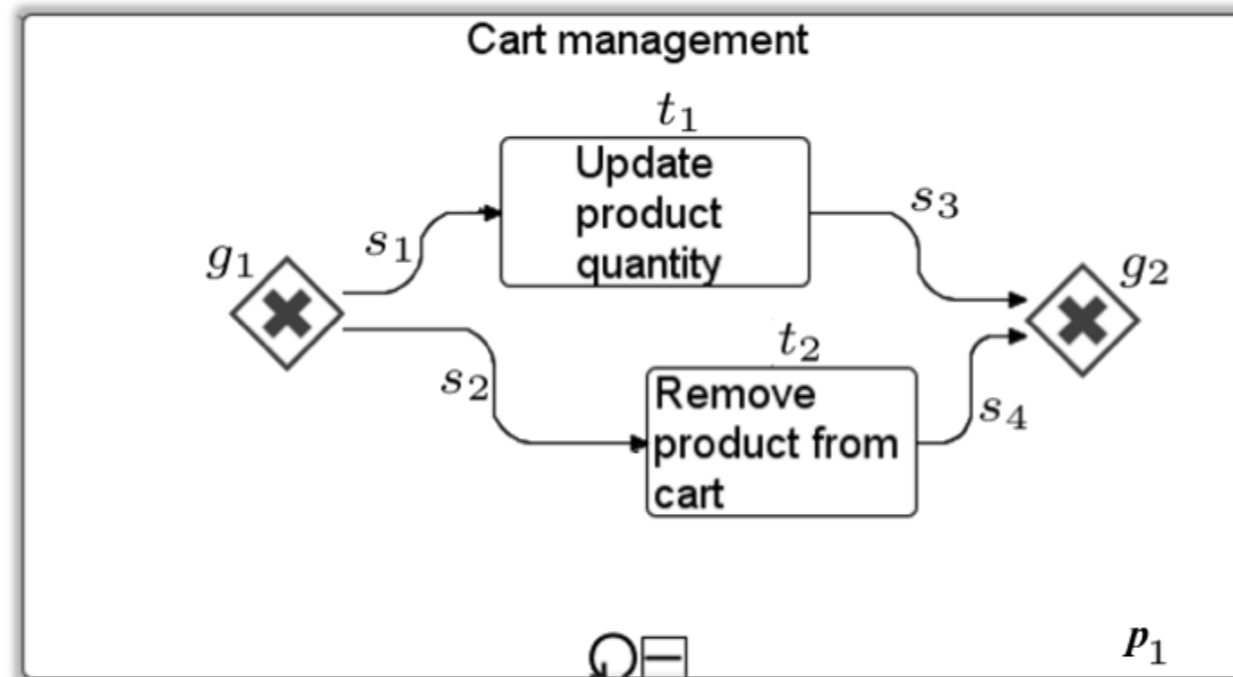 Cart management
t₁
Update
product
quantity
s₁
s₃
g₁
g₂
t₂
s₂
Remove
product from
cart
s₄
p₁